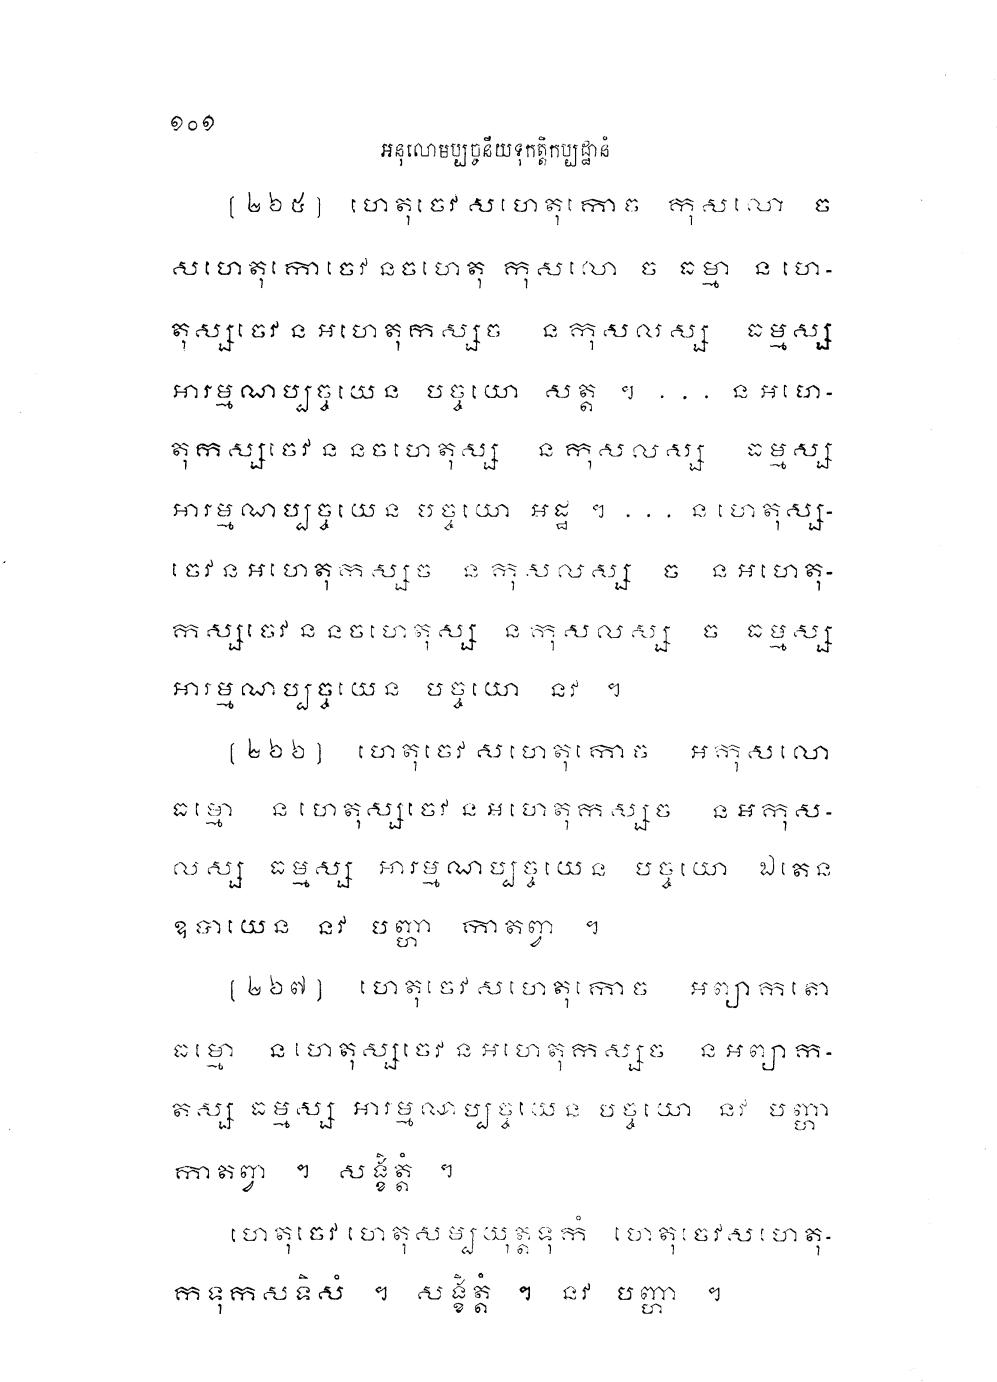 ១០១
អនុលោមប្បច្ចនីយទុកត្តិកប្បដ្ឋានំ
(២៦៥) ហេតុចេវសហេតុកោច កុសលោ ច
សហេតុកោចេវនចហេតុ កុសលោ ច ធម្មា នហេ-
តុស្សចេវនអហេតុកស្សច នកុសលស្ស ធម្មស្ស
អារម្មណប្បច្ចយេន បច្ចយោ សត្ត ។ ... នអហេ-
តុកស្សចេវននចហេតុស្ស នកុសលស្ស ធម្មស្ស
អារម្មណប្បច្ចយេន បច្ចយោ អដ្ឋ ។ ... នហេតុស្ស-
ចេវនអហេតុកស្សច នកុសលស្ស ច នអហេតុ-
កស្សចេវននចហេតុស្ស នកុសលស្ស ច ធម្មស្ស
អារម្មណប្បច្ចយេន បច្ចយោ នវ ។
(២៦៦) ហេតុចេវសហេតុកោច អកុសលោ
ធម្មោ នហេតុស្សចេវនអហេតុកស្សច នអកុស-
លស្ស ធម្មស្ស អារម្មណប្បច្ចយេន បច្ចយោ ឯតេន
ឧបាយេន នវ បញ្ហា កាតព្វា ។
(២៦៧) ហេតុចេវសហេតុកោច អព្យាកតោ
ធម្មោ នហេតុស្សចេវនអហេតុកស្សច នអព្យាក-
តស្ស ធម្មស្ស អារម្មណប្បច្ចយេន បច្ចយោ នវ បញ្ហា
កាតព្វា ។ សង្ខិត្តំ ។
ហេតុចេវហេតុសម្បយុត្តទុកំ ហេតុចេវសហេតុ-
កទុកសទិសំ ។ សង្ខិត្តំ ។ នវ បញ្ហា ។